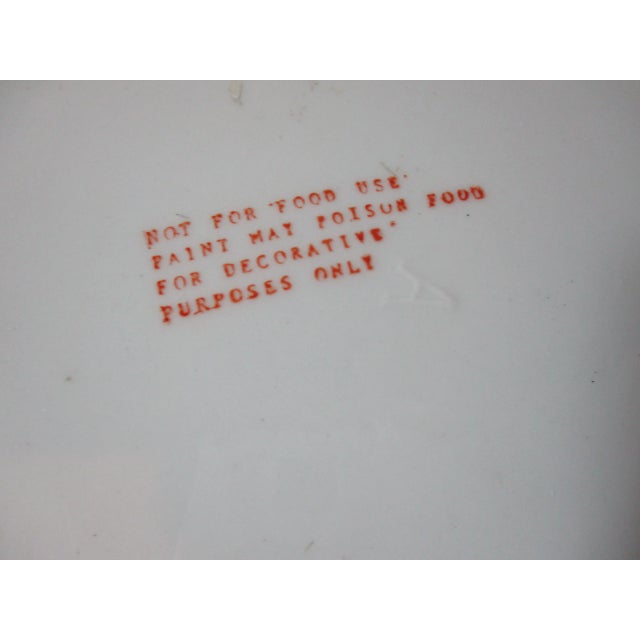 NOT FOR FOOD USE.
PAINT MAY POISON FOOD
FOR DECORATIVE
PURPOSES ONLY
A